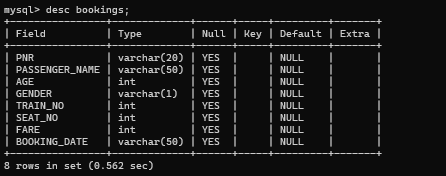 mysql> desc bookings;
+----------------+-------------+------+-----+---------+-------+
| Field          | Type        | Null | Key | Default | Extra |
+----------------+-------------+------+-----+---------+-------+
| PNR            | varchar(20) | YES  |     | NULL    |       |
| PASSENGER_NAME | varchar(50) | YES  |     | NULL    |       |
| AGE            | int         | YES  |     | NULL    |       |
| GENDER         | varchar(1)  | YES  |     | NULL    |       |
| TRAIN_NO       | int         | YES  |     | NULL    |       |
| SEAT_NO        | int         | YES  |     | NULL    |       |
| FARE           | int         | YES  |     | NULL    |       |
| BOOKING_DATE   | varchar(50) | YES  |     | NULL    |       |
+----------------+-------------+------+-----+---------+-------+
8 rows in set (0.562 sec)